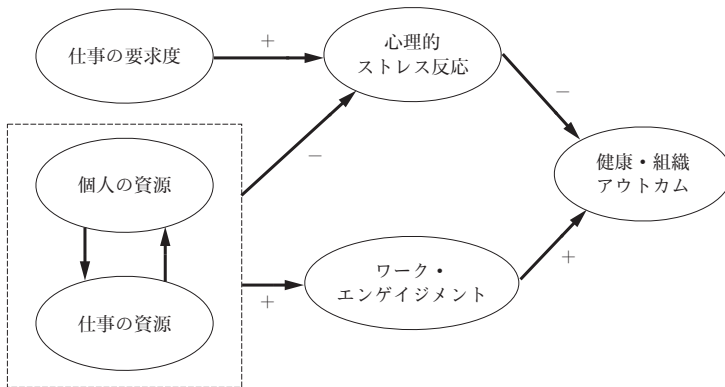 仕事の要求度
+
心理的
ストレス反応
−
健康・組織
アウトカム
個人の資源
−
仕事の資源
+
ワーク・
エンゲイジメント
+